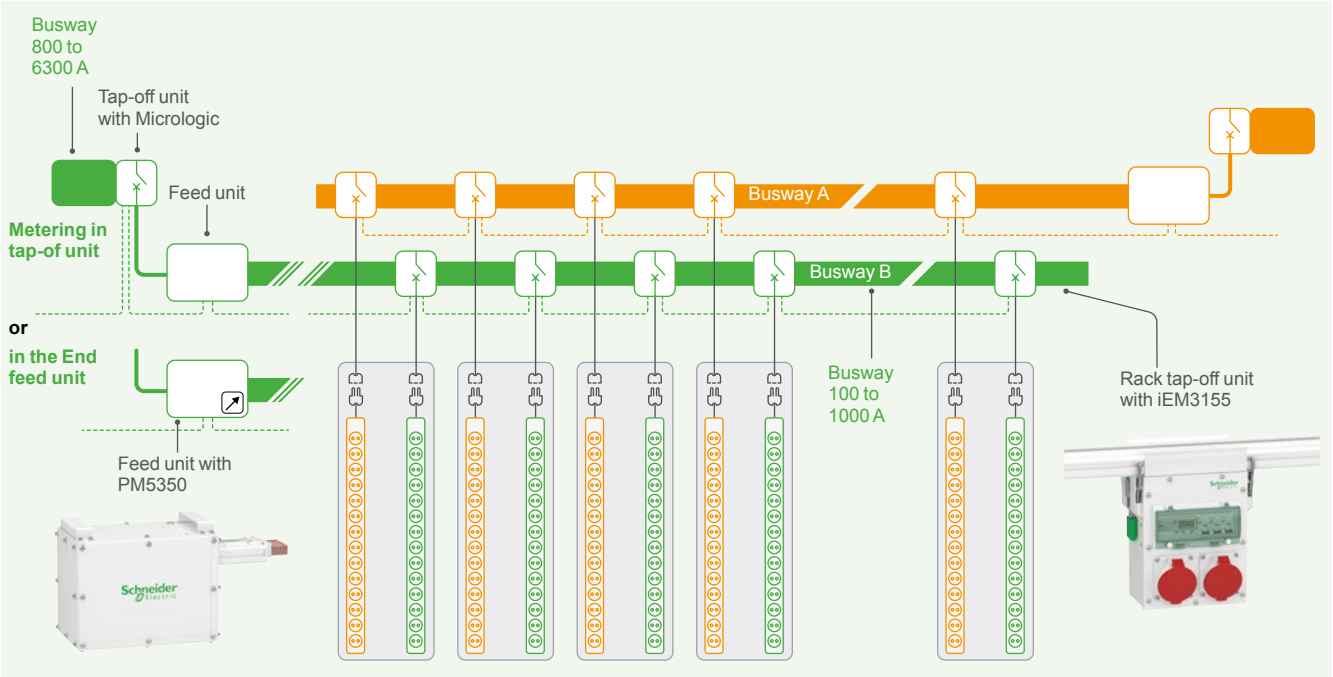 Busway
800 to
6300 A
Tap-off unit
with Micrologic
Feed unit
Busway A
Metering in
tap-of unit
Busway B
or
in the End
feed unit
Busway
100 to
1000 A
Rack tap-off unit
with iEM3155
Feed unit with
PM5350
Schneider
Electric
Schneider